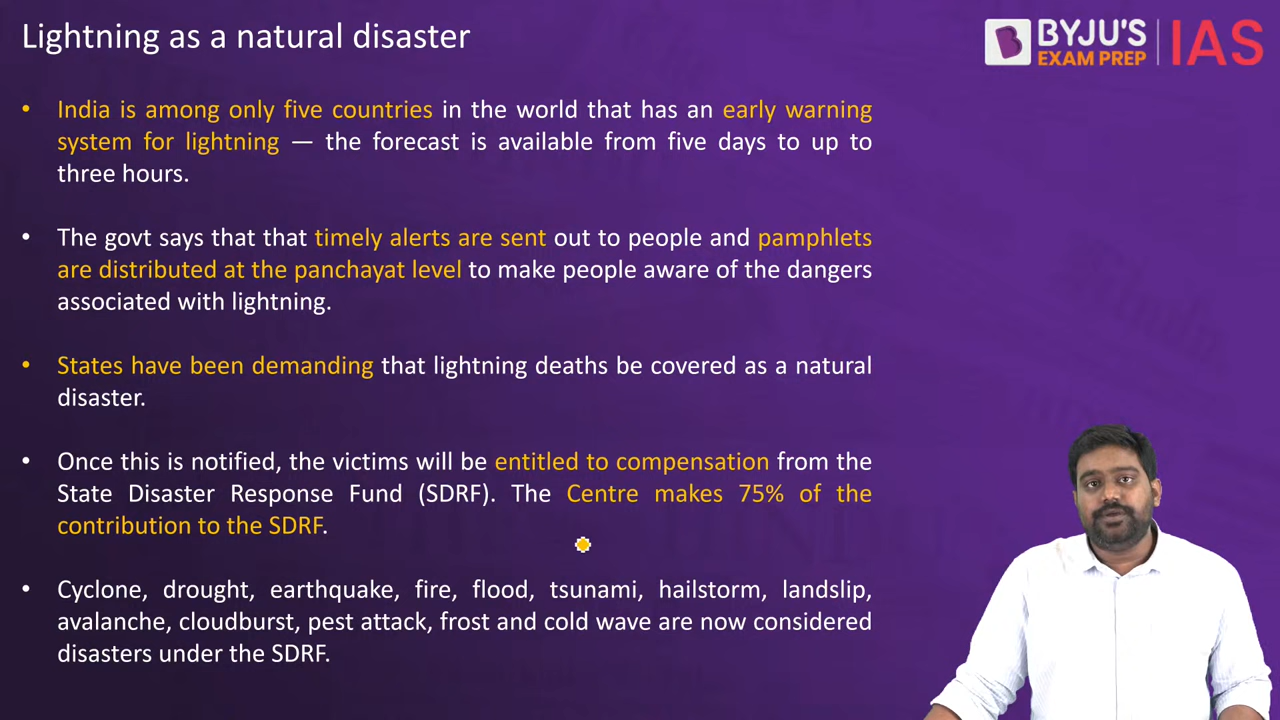 Lightning as a natural disaster
BYJU'S
EXAM PREP
IAS
• India is among only five countries in the world that has an early warning
system for lightning — the forecast is available from five days to up to
three hours.
• The govt says that that timely alerts are sent out to people and pamphlets
are distributed at the panchayat level to make people aware of the dangers
associated with lightning.
• States have been demanding that lightning deaths be covered as a natural
disaster.
• Once this is notified, the victims will be entitled to compensation from the
State Disaster Response Fund (SDRF). The Centre makes 75% of the
contribution to the SDRF.
• Cyclone, drought, earthquake, fire, flood, tsunami, hailstorm, landslip,
avalanche, cloudburst, pest attack, frost and cold wave are now considered
disasters under the SDRF.